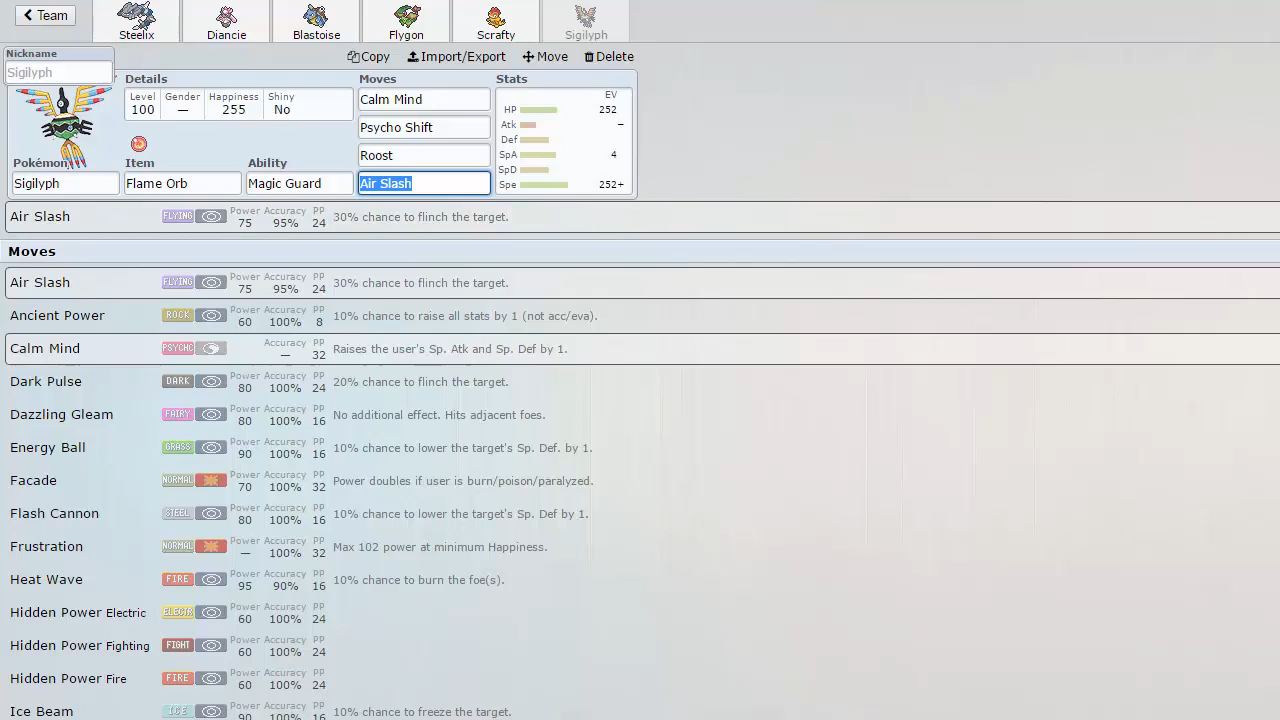 Team
Steelix Diancie Blastoise Flygon Scrafty Sigilyph
Copy Import/Export Move Delete
Nickname
Sigilyph
Details Moves Stats
Level Gender Happiness Shiny
100 — 255 No
Calm Mind
Psycho Shift
Roost
EV
HP 252
Atk –
Def
SpA 4
SpD
Spe 252+
Pokémon Item Ability
Sigilyph Flame Orb Magic Guard Air Slash
Air Slash FLYING Power 75 Accuracy 95% PP 24 30% chance to flinch the target.
Moves
Air Slash FLYING Power 75 Accuracy 95% PP 24 30% chance to flinch the target.
Ancient Power ROCK Power 60 Accuracy 100% PP 8 10% chance to raise all stats by 1 (not acc/eva).
Calm Mind PSYCHC Accuracy — PP 32 Raises the user's Sp. Atk and Sp. Def by 1.
Dark Pulse DARK Power 80 Accuracy 100% PP 24 20% chance to flinch the target.
Dazzling Gleam FAIRY Power 80 Accuracy 100% PP 16 No additional effect. Hits adjacent foes.
Energy Ball GRASS Power 90 Accuracy 100% PP 16 10% chance to lower the target's Sp. Def. by 1.
Facade NORMAL Power 70 Accuracy 100% PP 32 Power doubles if user is burn/poison/paralyzed.
Flash Cannon STEEL Power 80 Accuracy 100% PP 16 10% chance to lower the target's Sp. Def by 1.
Frustration NORMAL Power — Accuracy 100% PP 32 Max 102 power at minimum Happiness.
Heat Wave FIRE Power 95 Accuracy 90% PP 16 10% chance to burn the foe(s).
Hidden Power Electric ELECTR Power 60 Accuracy 100% PP 24
Hidden Power Fighting FIGHT Power 60 Accuracy 100% PP 24
Hidden Power Fire FIRE Power 60 Accuracy 100% PP 24
Ice Beam ICE Power 90 Accuracy 100% PP 16 10% chance to freeze the target.